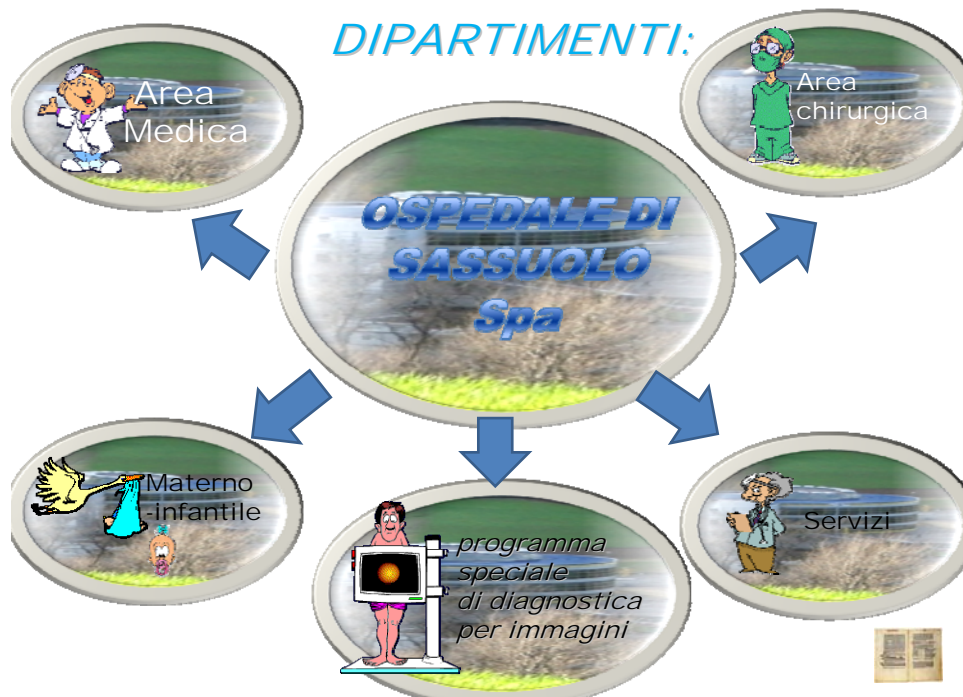 DIPARTIMENTI:
Area
Medica
Area
chirurgica
OSPEDALE DI
SASSUOLO
Spa
Materno
-infantile
programma
speciale
di diagnostica
per immagini
Servizi